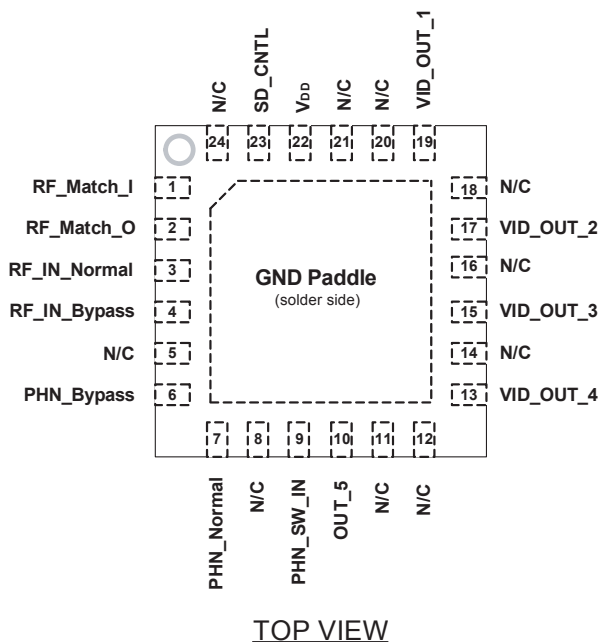 N/C
SD_CNTL
VDD
N/C
N/C
VID_OUT_1
24
23
22
21
20
19
RF_Match_I
1
RF_Match_O
2
RF_IN_Normal
3
RF_IN_Bypass
4
N/C
5
PHN_Bypass
6
GND Paddle
(solder side)
18
N/C
17
VID_OUT_2
16
N/C
15
VID_OUT_3
14
N/C
13
VID_OUT_4
7
8
9
10
11
12
PHN_Normal
N/C
PHN_SW_IN
OUT_5
N/C
N/C
TOP VIEW